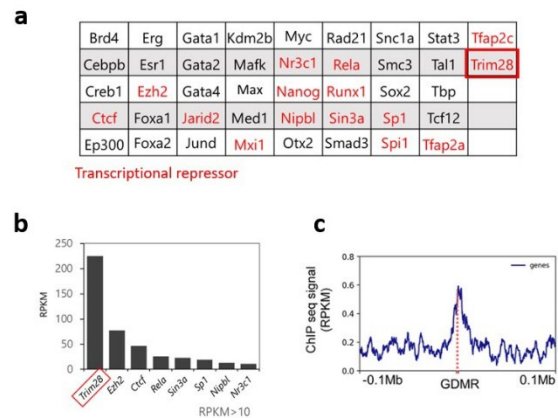 a
Brd4 Erg Gata1 Kdm2b Myc Rad21 Snc1a Stat3 Tfap2c
Cebpb Esr1 Gata2 Mafk Nr3c1 Rela Smc3 Tal1 Trim28
Creb1 Ezh2 Gata4 Max Nanog Runx1 Sox2 Tbp
Ctcf Foxa1 Jarid2 Med1 Nipbl Sin3a Sp1 Tcf12
Ep300 Foxa2 Jund Mxi1 Otx2 Smad3 Spi1 Tfap2a
Transcriptional repressor
b
RPKM
250
200
150
100
50
0
Trim28 Ezh2 Ctcf Rela Sin3a Sp1 Nipbl Nr3c1
RPKM>10
c
ChIP seq signal
(RPKM)
0.8
0.6
0.4
0.2
0.0
genes
-0.1Mb GDMR 0.1Mb